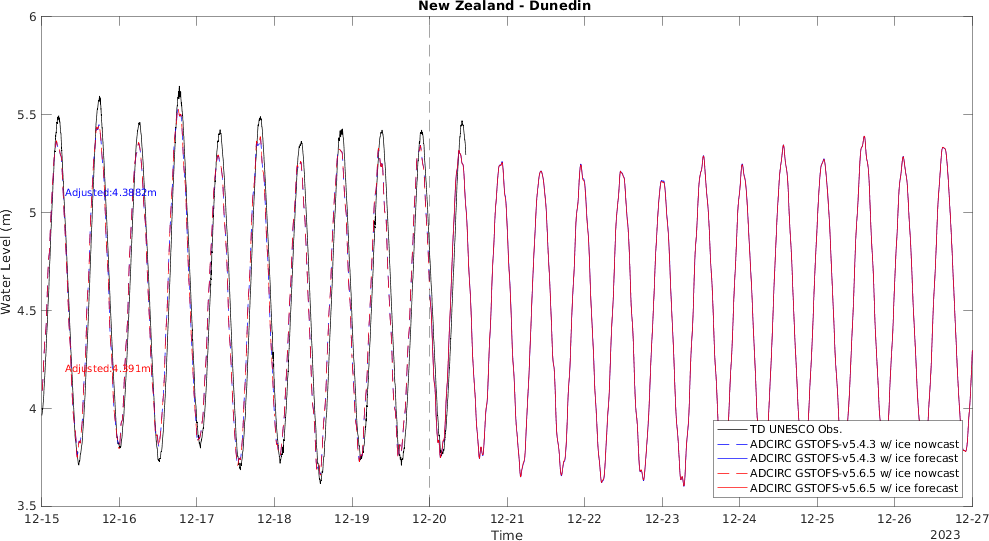 New Zealand - Dunedin
6
5.5
5
4.5
4
3.5
Water Level (m)
Adjusted:4.3882m
Adjusted:4.391m
TD UNESCO Obs.
ADCIRC GSTOFS-v5.4.3 w/ ice nowcast
ADCIRC GSTOFS-v5.4.3 w/ ice forecast
ADCIRC GSTOFS-v5.6.5 w/ ice nowcast
ADCIRC GSTOFS-v5.6.5 w/ ice forecast
12-15 12-16 12-17 12-18 12-19 12-20 12-21 12-22 12-23 12-24 12-25 12-26 12-27
Time
2023